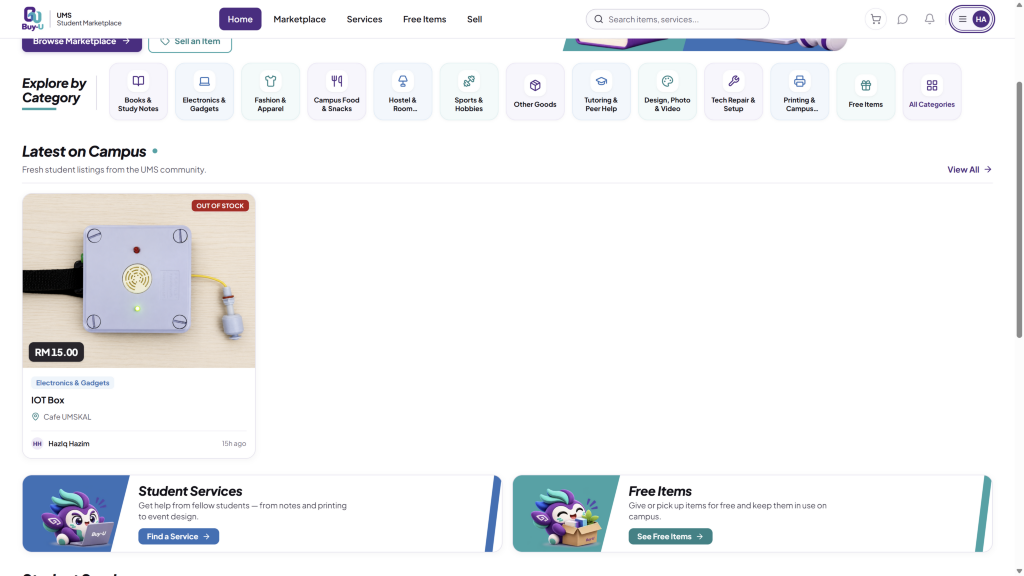 Buy-U
UMS
Student Marketplace
Home
Marketplace
Services
Free Items
Sell
Search items, services...
HA
Browse Marketplace →
Sell an Item
Explore by
Category
Books &
Study Notes
Electronics &
Gadgets
Fashion &
Apparel
Campus Food
& Snacks
Hostel &
Room...
Sports &
Hobbies
Other Goods
Tutoring &
Peer Help
Design, Photo
& Video
Tech Repair &
Setup
Printing &
Campus...
Free Items
All Categories
Latest on Campus
Fresh student listings from the UMS community.
View All →
OUT OF STOCK
RM15.00
Electronics & Gadgets
IOT Box
Cafe UMSKAL
HH
Haziq Hazim
15h ago
Buy-U
Student Services
Get help from fellow students — from notes and printing
to event design.
Find a Service →
Free Items
Give or pick up items for free and keep them in use on
campus.
See Free Items →